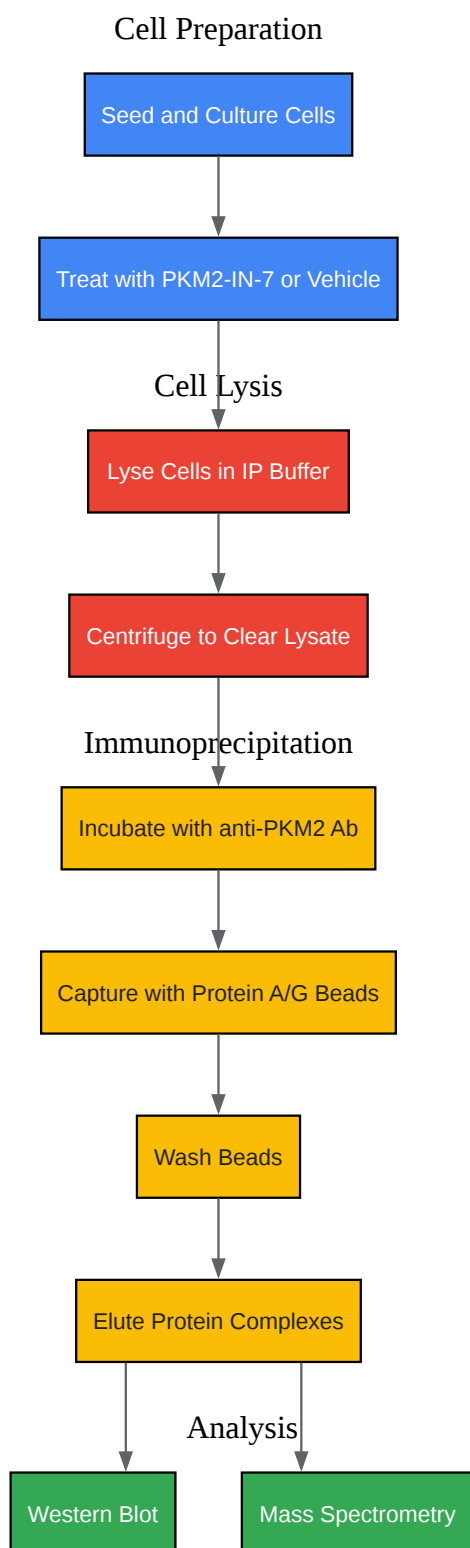 Cell Preparation
Seed and Culture Cells
Treat with PKM2-IN-7 or Vehicle
Cell Lysis
Lyse Cells in IP Buffer
Centrifuge to Clear Lysate
Immunoprecipitation
Incubate with anti-PKM2 Ab
Capture with Protein A/G Beads
Wash Beads
Elute Protein Complexes
Analysis
Western Blot
Mass Spectrometry